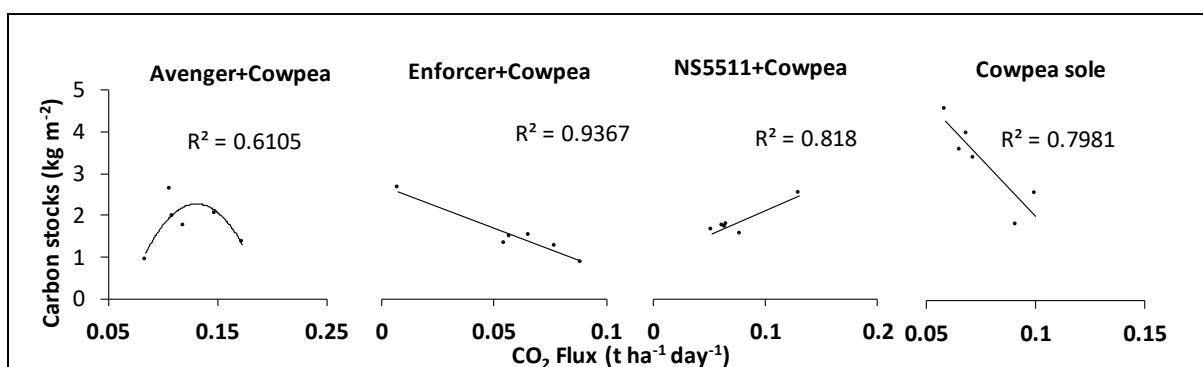 Avenger+Cowpea
Enforcer+Cowpea
NS5511+Cowpea
Cowpea sole
R² = 0.6105
R² = 0.9367
R² = 0.818
R² = 0.7981
Carbon stocks (kg m⁻²)
5
4
3
2
1
0
0.05 0.15 0.25
0.05 0.1
0 0.1 0.2
0.05 0.1 0.15
CO₂ Flux (t ha⁻¹ day⁻¹)